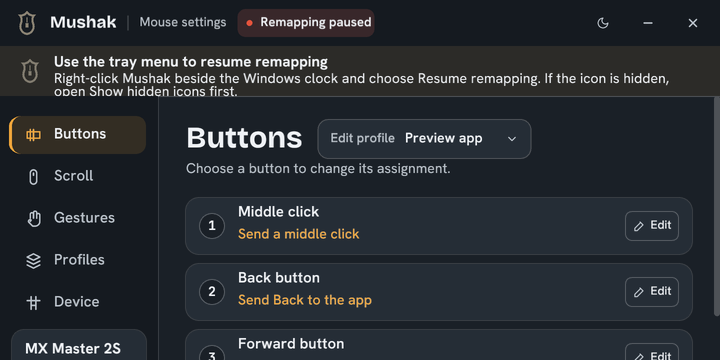 Mushak
Mouse settings
Remapping paused
Use the tray menu to resume remapping
Right-click Mushak beside the Windows clock and choose Resume remapping. If the icon is hidden,
open Show hidden icons first.
Buttons
Scroll
Gestures
Profiles
Device
MX Master 2S
Buttons
Edit profile Preview app
Choose a button to change its assignment.
1
Middle click
Send a middle click
Edit
2
Back button
Send Back to the app
Edit
3
Forward button
Edit